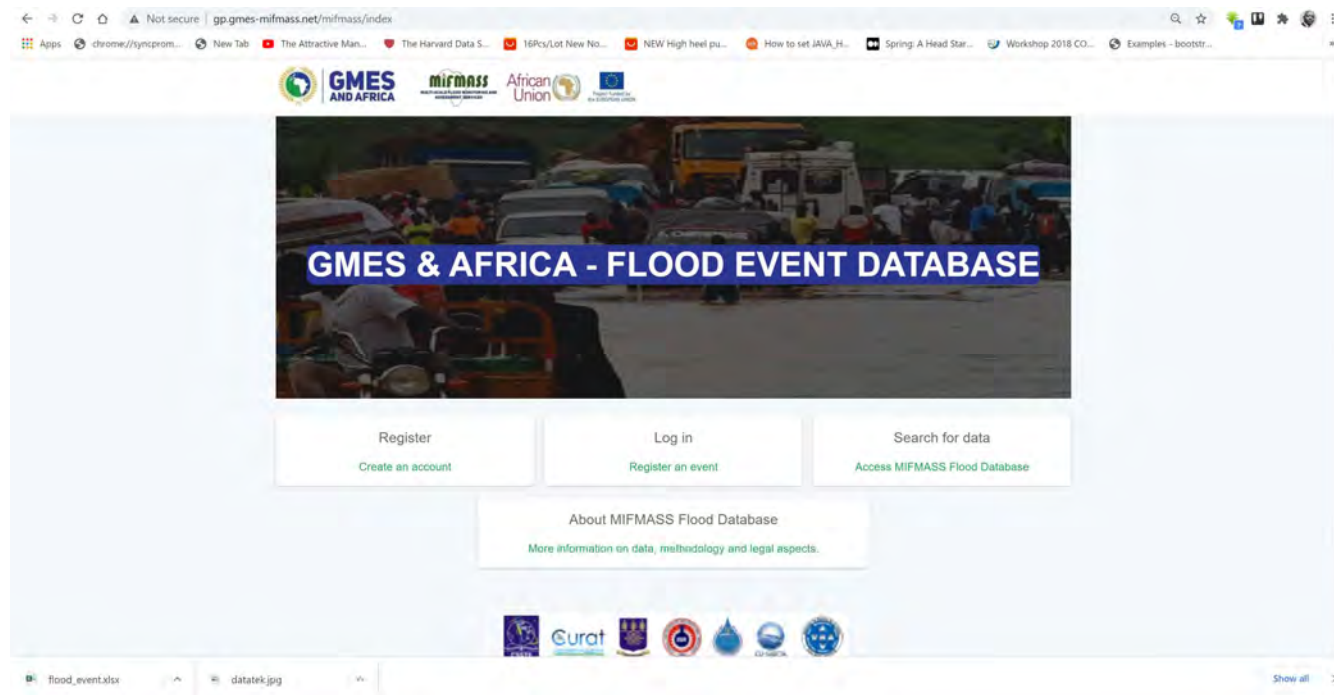 Not secure | gp.gmes-mifmass.net/mifmass/index
Apps chrome://syncprom... New Tab The Attractive Man... The Harvard Data S... 16Pcs/Lot New No... NEW High heel pu... How to set JAVA_H... Spring: A Head Star... Workshop 2018 CO... Examples - bootstr...
GMES AND AFRICA
mifmass
African Union
GMES & AFRICA - FLOOD EVENT DATABASE
Register Log in Search for data
Create an account Register an event Access MIFMASS Flood Database
About MIFMASS Flood Database
More information on data, methodology and legal aspects.
Curat
flood_event.xlsx datatek.jpg Show all